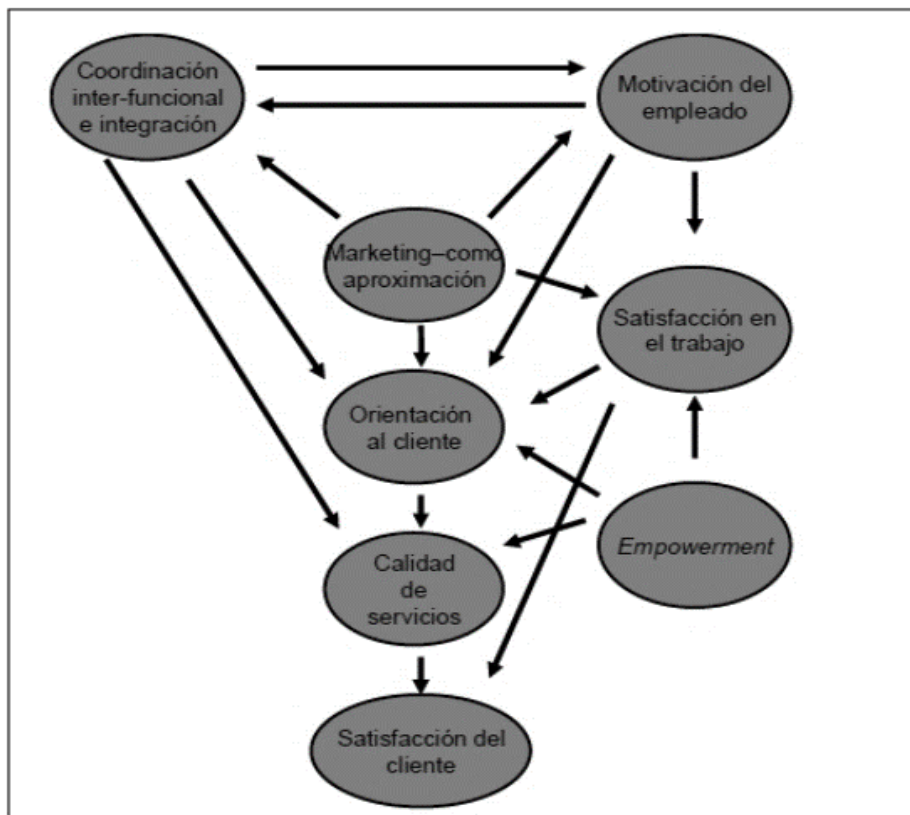 Coordinación
inter-funcional
e integración
Motivación del
empleado
Marketing–como
aproximación
Satisfacción en
el trabajo
Orientación
al cliente
Empowerment
Calidad
de
servicios
Satisfacción del
cliente